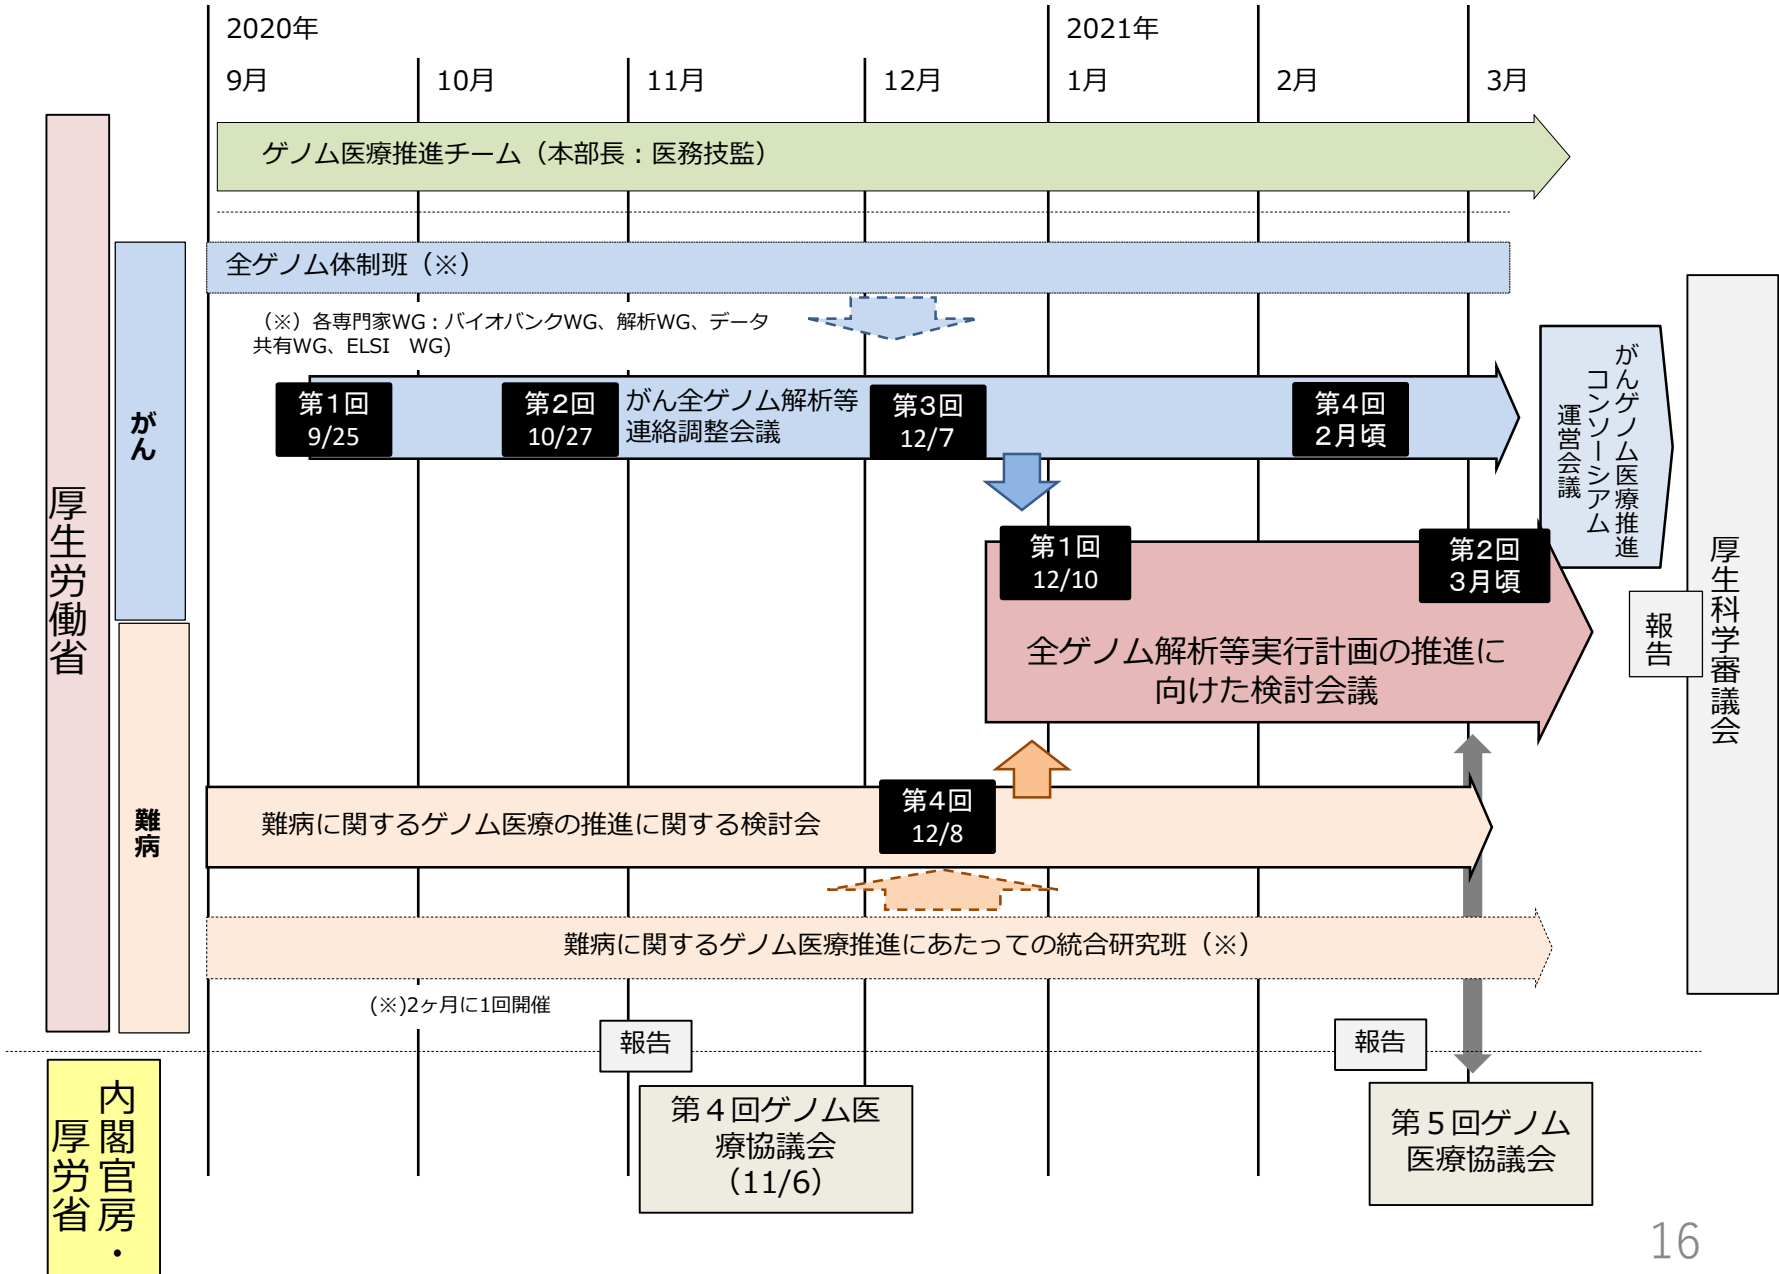 2020年
2021年
9月
10月
11月
12月
1月
2月
3月
厚生労働省
ゲノム医療推進チーム（本部長：医務技監）
がん
全ゲノム体制班（※）
（※）各専門家WG：バイオバンクWG、解析WG、データ
共有WG、ELSI　WG)
第1回
9/25
第2回
10/27
がん全ゲノム解析等
連絡調整会議
第3回
12/7
第4回
2月頃
がんゲノム医療推進
コンソーシアム
運営会議
第1回
12/10
第2回
3月頃
全ゲノム解析等実行計画の推進に
向けた検討会議
報告
厚生科学審議会
難病
難病に関するゲノム医療の推進に関する検討会
第4回
12/8
難病に関するゲノム医療推進にあたっての統合研究班（※）
(※)2ヶ月に1回開催
報告
報告
内閣官房・
厚労省
第４回ゲノム医
療協議会
（11/6）
第５回ゲノム
医療協議会
16